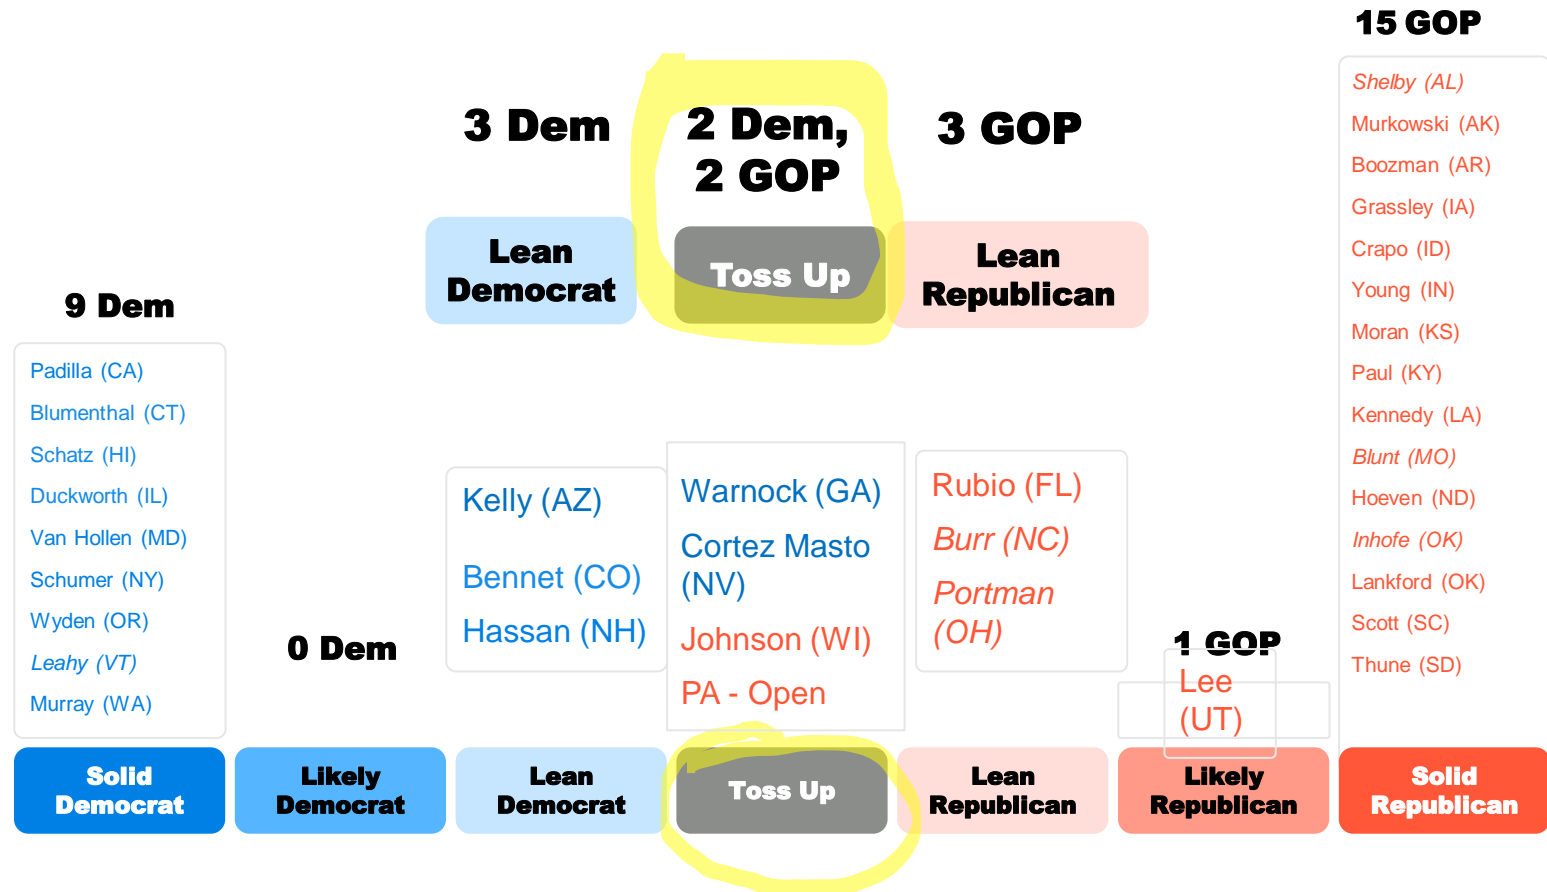 15 GOP
3 Dem
2 Dem,
2 GOP
3 GOP
Lean
Democrat
Toss Up
Lean
Republican
9 Dem
Padilla (CA)
Blumenthal (CT)
Schatz (HI)
Duckworth (IL)
Van Hollen (MD)
Schumer (NY)
Wyden (OR)
Leahy (VT)
Murray (WA)
0 Dem
Kelly (AZ)
Bennet (CO)
Hassan (NH)
Warnock (GA)
Cortez Masto
(NV)
Johnson (WI)
PA - Open
Rubio (FL)
Burr (NC)
Portman
(OH)
1 GOP
Lee
(UT)
Shelby (AL)
Murkowski (AK)
Boozman (AR)
Grassley (IA)
Crapo (ID)
Young (IN)
Moran (KS)
Paul (KY)
Kennedy (LA)
Blunt (MO)
Hoeven (ND)
Inhofe (OK)
Lankford (OK)
Scott (SC)
Thune (SD)
Solid
Democrat
Likely
Democrat
Lean
Democrat
Toss Up
Lean
Republican
Likely
Republican
Solid
Republican